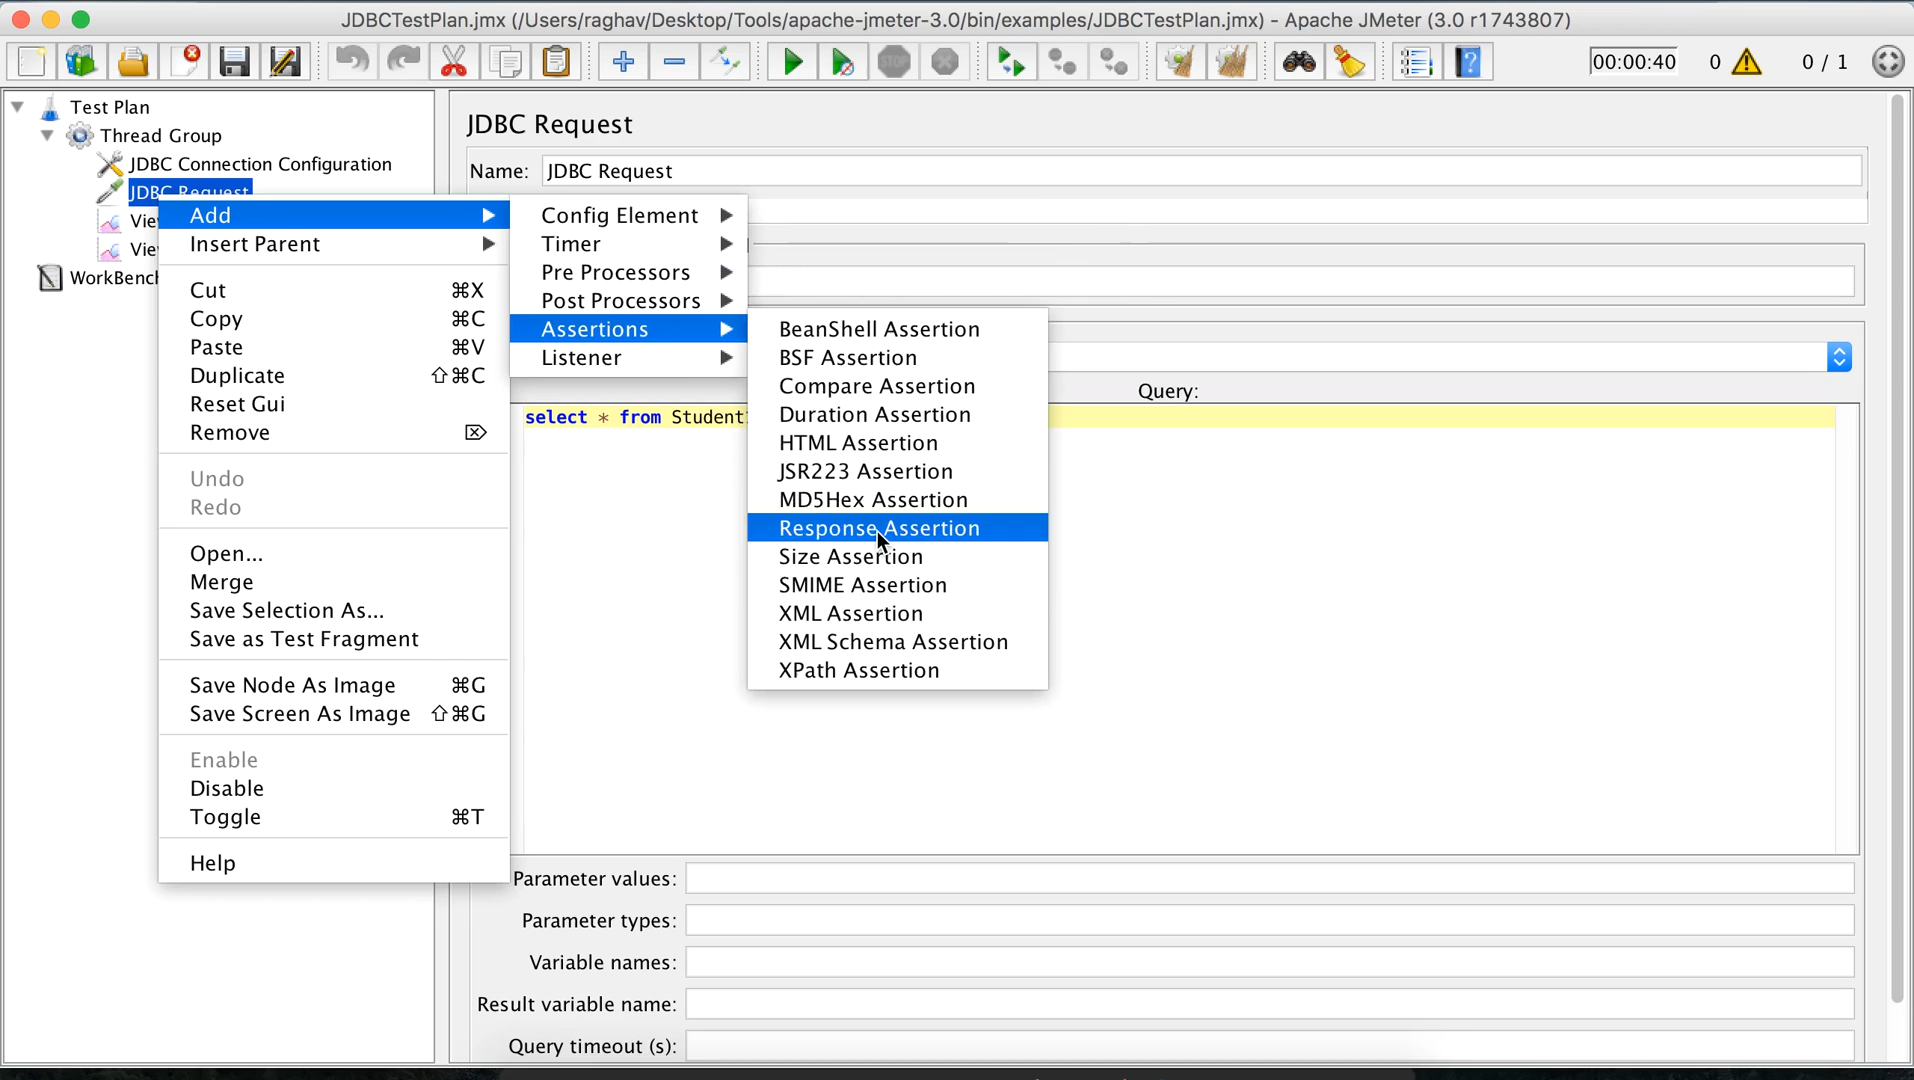 JDBCTestPlan.jmx (/Users/raghav/Desktop/Tools/apache-jmeter-3.0/bin/examples/JDBCTestPlan.jmx) - Apache JMeter (3.0 r1743807)
00:00:40 0 0 / 1
Test Plan
Thread Group
JDBC Connection Configuration
JDBC Request
WorkBench
JDBC Request
Name: JDBC Request
Query:
select * from Student
Parameter values:
Parameter types:
Variable names:
Result variable name:
Query timeout (s):
Add
Insert Parent
Cut ⌘X
Copy ⌘C
Paste ⌘V
Duplicate ⇧⌘C
Reset Gui
Remove ⌦
Undo
Redo
Open...
Merge
Save Selection As...
Save as Test Fragment
Save Node As Image ⌘G
Save Screen As Image ⇧⌘G
Enable
Disable
Toggle ⌘T
Help
Config Element
Timer
Pre Processors
Post Processors
Assertions
Listener
BeanShell Assertion
BSF Assertion
Compare Assertion
Duration Assertion
HTML Assertion
JSR223 Assertion
MD5Hex Assertion
Response Assertion
Size Assertion
SMIME Assertion
XML Assertion
XML Schema Assertion
XPath Assertion